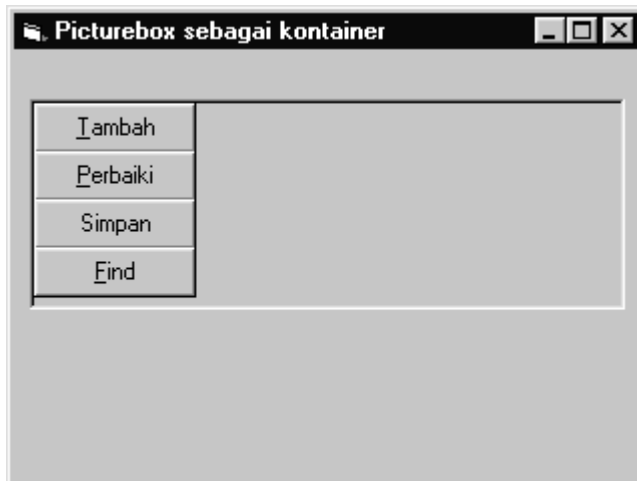 Picturebox sebagai kontainer
Tambah
Perbaiki
Simpan
Find